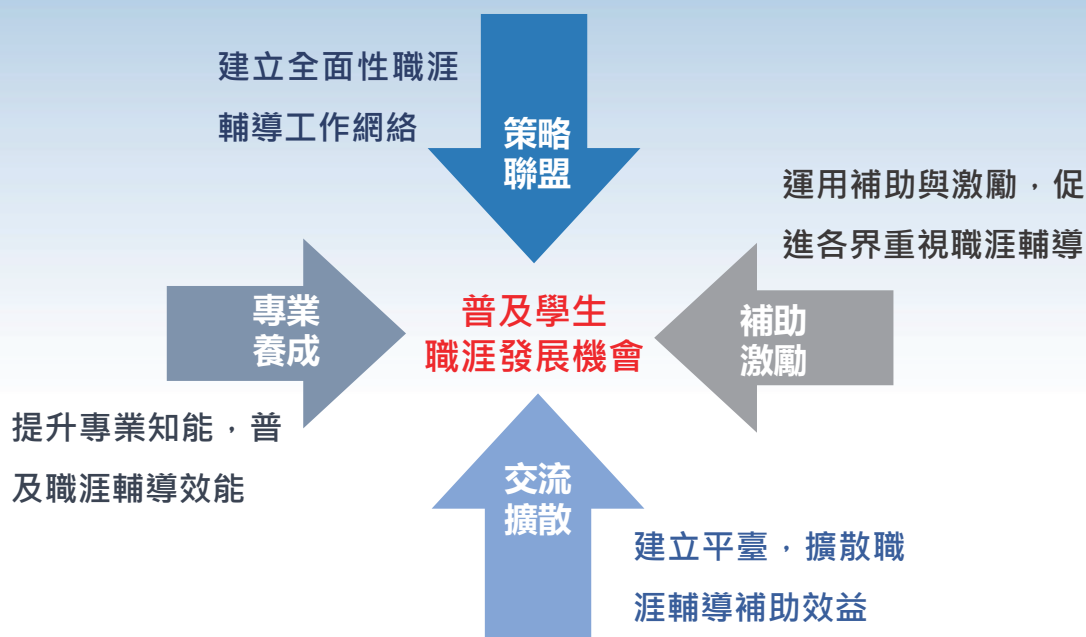 建立全面性職涯
輔導工作網絡
策略
聯盟
運用補助與激勵，促
進各界重視職涯輔導
專業
養成
普及學生
職涯發展機會
補助
激勵
提升專業知能，普
及職涯輔導效能
交流
擴散
建立平臺，擴散職
涯輔導補助效益